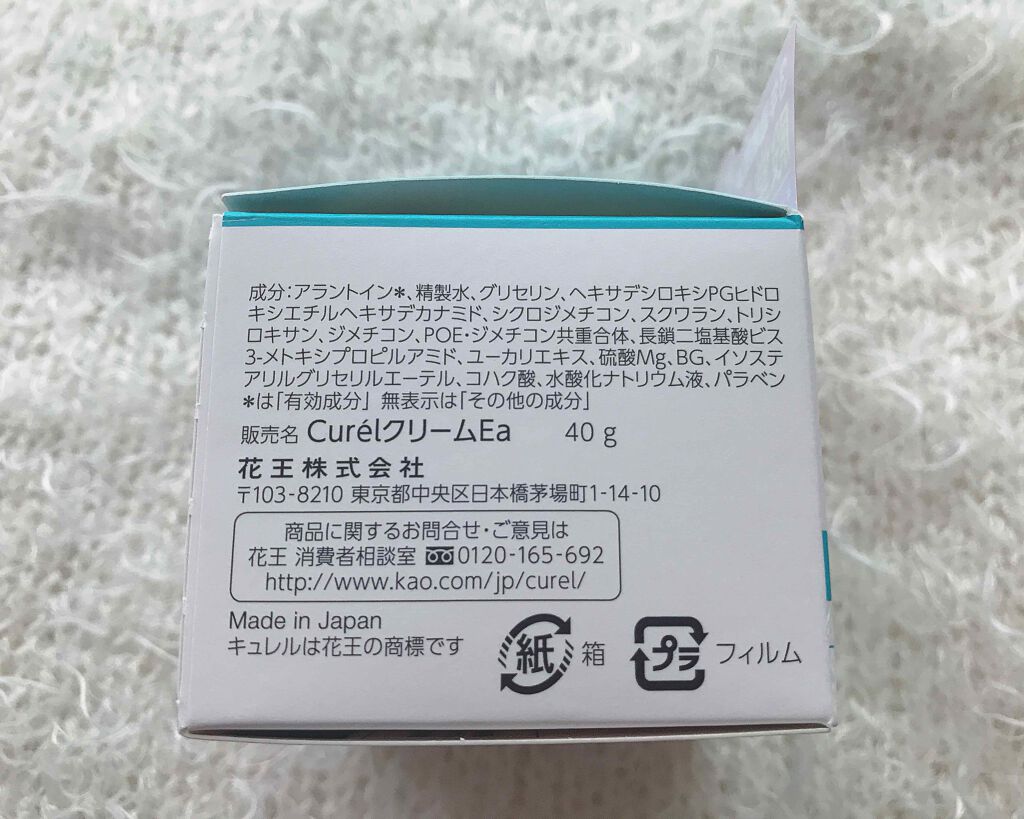 成分:アラントイン*、精製水、グリセリン、ヘキサデシロキシPGヒドロ
キシエチルヘキサデカナミド、シクロジメチコン、スクワラン、トリシ
ロキサン、ジメチコン、POE・ジメチコン共重合体、長鎖二塩基酸ビス
3-メトキシプロピルアミド、ユーカリエキス、硫酸Mg、BG、イソステ
アリルグリセリルエーテル、コハク酸、水酸化ナトリウム液、パラベン
*は「有効成分」 無表示は「その他の成分」
販売名 CurélクリームEa 40 g
花王株式会社
〒103-8210 東京都中央区日本橋茅場町1-14-10
商品に関するお問合せ・ご意見は
花王 消費者相談室 0120-165-692
http://www.kao.com/jp/curel/
Made in Japan
キュレルは花王の商標です
紙 箱 プラ フィルム